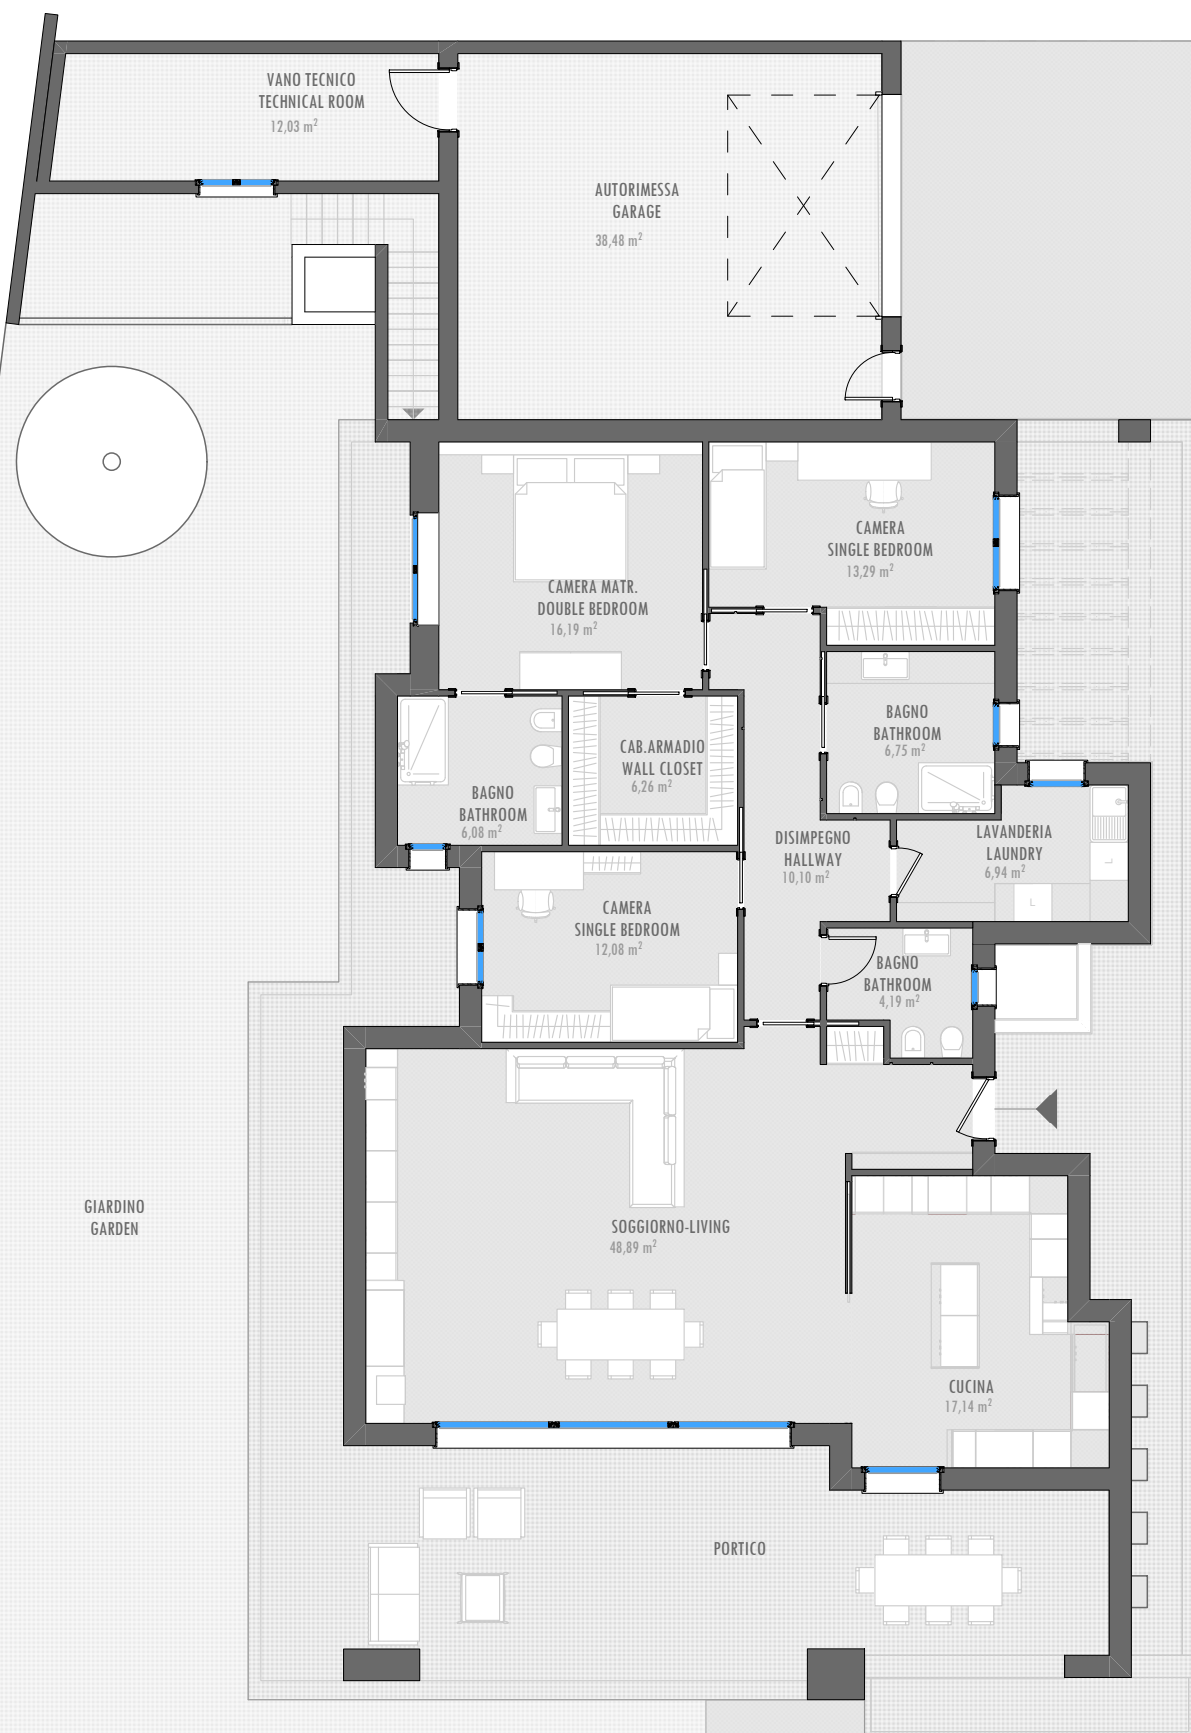 VANO TECNICO
TECHNICAL ROOM
12,03 m²
AUTORIMESSA
GARAGE
38,48 m²
CAMERA
SINGLE BEDROOM
13,29 m²
CAMERA MATR.
DOUBLE BEDROOM
16,19 m²
BAGNO
BATHROOM
6,75 m²
CAB.ARMADIO
WALL CLOSET
6,26 m²
BAGNO
BATHROOM
6,08 m²
DISIMPEGNO
HALLWAY
10,10 m²
LAVANDERIA
LAUNDRY
6,94 m²
L
L
CAMERA
SINGLE BEDROOM
12,08 m²
BAGNO
BATHROOM
4,19 m²
GIARDINO
GARDEN
SOGGIORNO-LIVING
48,89 m²
CUCINA
17,14 m²
PORTICO